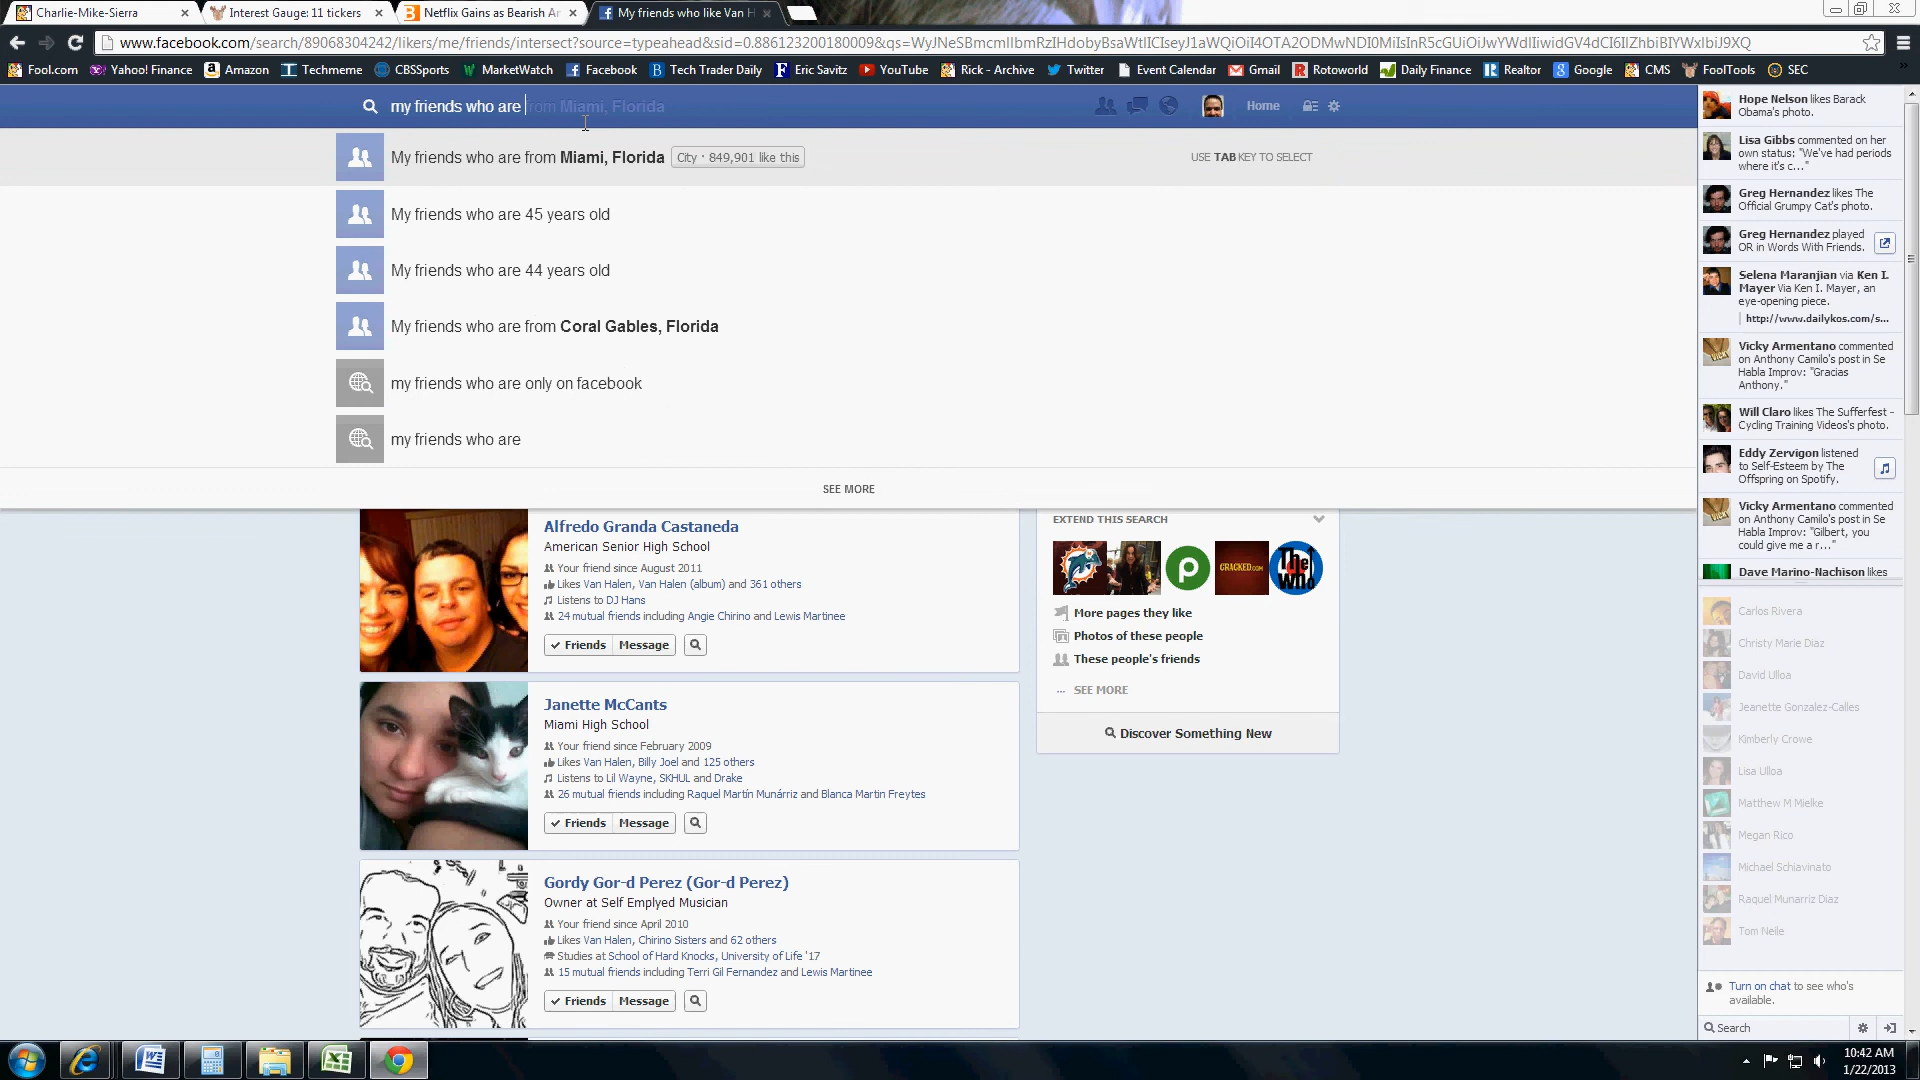 Charlie-Mike-Sierra
Interest Gauge: 11 tickers
Netflix Gains as Bearish An
My friends who like Van H
www.facebook.com/search/89068304242/likers/me/friends/intersect?source=typeahead&sid=0.886123200180009&qs=
Fool.com Yahoo! Finance Amazon Techmeme CBSSports MarketWatch Facebook Tech Trader Daily Eric Savitz YouTube Rick - Archive Twitter Event Calendar Gmail Rotoworld Daily Finance Realtor Google CMS FoolTools SEC
my friends who are from Miami, Florida
Home
My friends who are from Miami, Florida City · 849,901 like this
USE TAB KEY TO SELECT
My friends who are 45 years old
My friends who are 44 years old
My friends who are from Coral Gables, Florida
my friends who are only on facebook
my friends who are
SEE MORE
Alfredo Granda Castaneda
American Senior High School
Your friend since August 2011
Likes Van Halen, Van Halen (album) and 361 others
Listens to DJ Hans
24 mutual friends including Angie Chirino and Lewis Martinee
Friends Message
Janette McCants
Miami High School
Your friend since February 2009
Likes Van Halen, Billy Joel and 125 others
Listens to Lil Wayne, SKHUL and Drake
26 mutual friends including Raquel Martín Munárriz and Blanca Martin Freytes
Friends Message
Gordy Gor-d Perez (Gor-d Perez)
Owner at Self Emplyed Musician
Your friend since April 2010
Likes Van Halen, Chirino Sisters and 62 others
Studies at School of Hard Knocks, University of Life '17
15 mutual friends including Terri Gil Fernandez and Lewis Martinee
Friends Message
EXTEND THIS SEARCH
CRACKED.COM
The WHO
More pages they like
Photos of these people
These people's friends
... SEE MORE
Discover Something New
Hope Nelson likes Barack
Obama's photo.
Lisa Gibbs commented on her
own status: "We've had periods
where it's c..."
Greg Hernandez likes The
Official Grumpy Cat's photo.
Greg Hernandez played
OR in Words With Friends.
Selena Maranjian via Ken I.
Mayer Via Ken I. Mayer, an
eye-opening piece.
http://www.dailykos.com/s...
Vicky Armentano commented
on Anthony Camilo's post in Se
Habla Improv: "Gracias
Anthony."
Will Claro likes The Sufferfest -
Cycling Training Videos's photo.
Eddy Zervigon listened
to Self-Esteem by The
Offspring on Spotify.
Vicky Armentano commented
on Anthony Camilo's post in Se
Habla Improv: "Gilbert, you
could give me a r..."
Dave Marino-Nachison likes
Carlos Rivera
Christy Marie Diaz
David Ulloa
Jeanette Gonzalez-Calles
Kimberly Crowe
Lisa Ulloa
Matthew M Mielke
Megan Rico
Michael Schiavinato
Raquel Munarriz Diaz
Tom Neile
Turn on chat to see who's
available.
Search
10:42 AM
1/22/2013